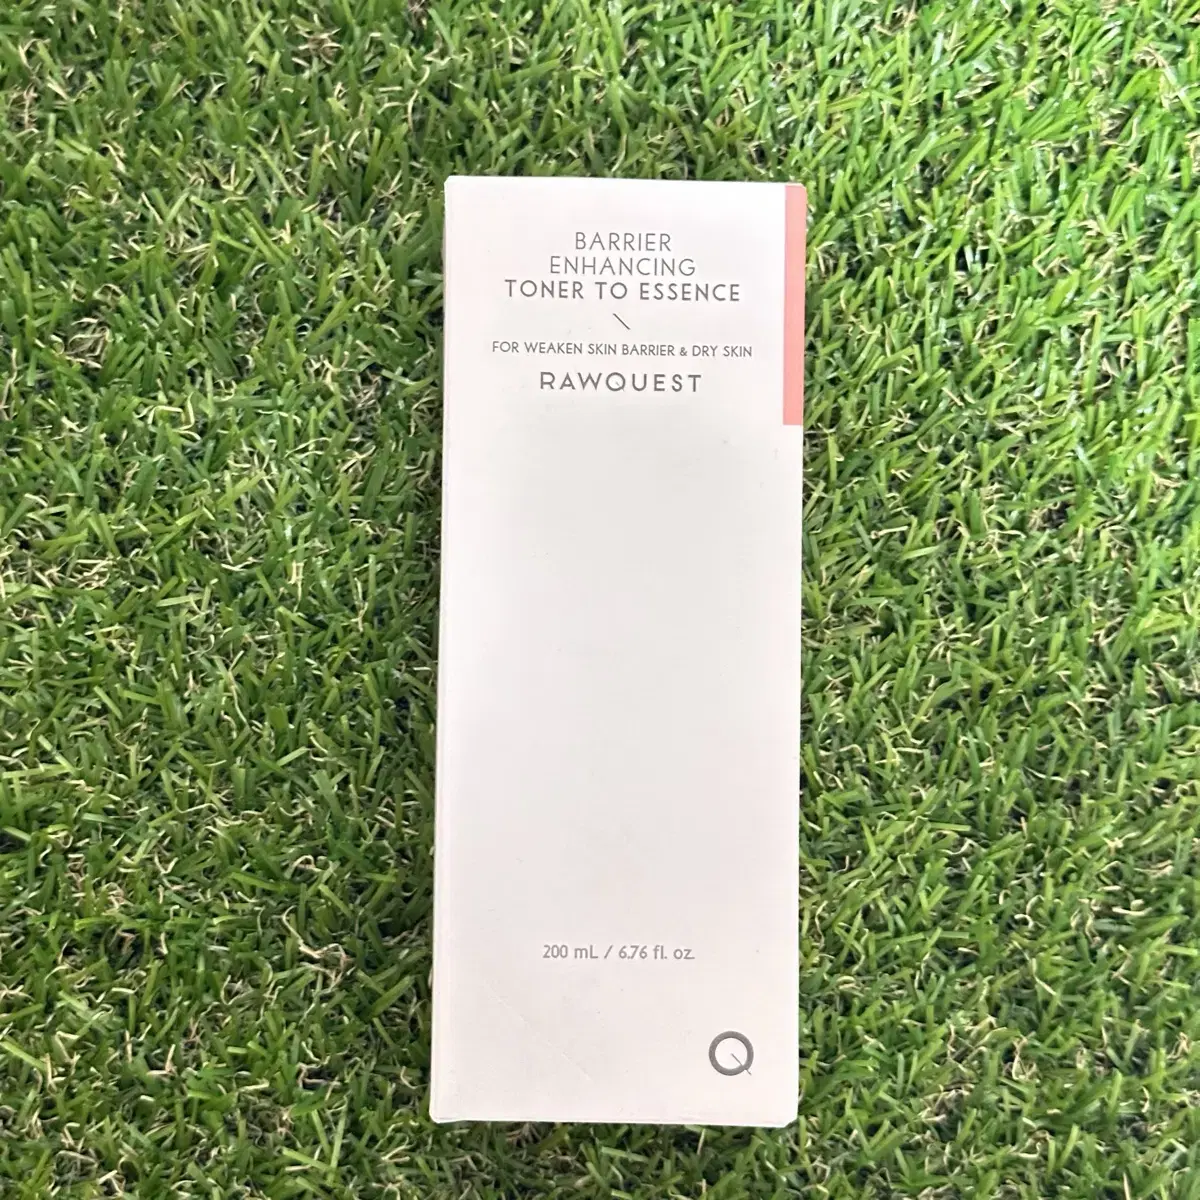 BARRIER
ENHANCING
TONER TO ESSENCE
\
FOR WEAKEN SKIN BARRIER & DRY SKIN
RAWQUEST
200 mL / 6.76 fl. oz.
Q